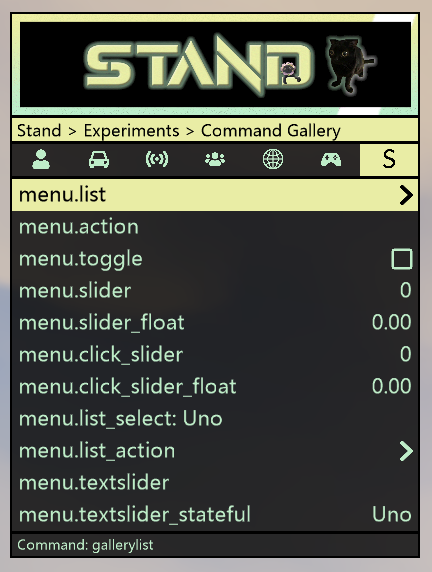 STAND
Stand > Experiments > Command Gallery
S
menu.list
menu.action
menu.toggle
menu.slider 0
menu.slider_float 0.00
menu.click_slider 0
menu.click_slider_float 0.00
menu.list_select: Uno
menu.list_action
menu.textslider
menu.textslider_stateful Uno
Command: gallerylist